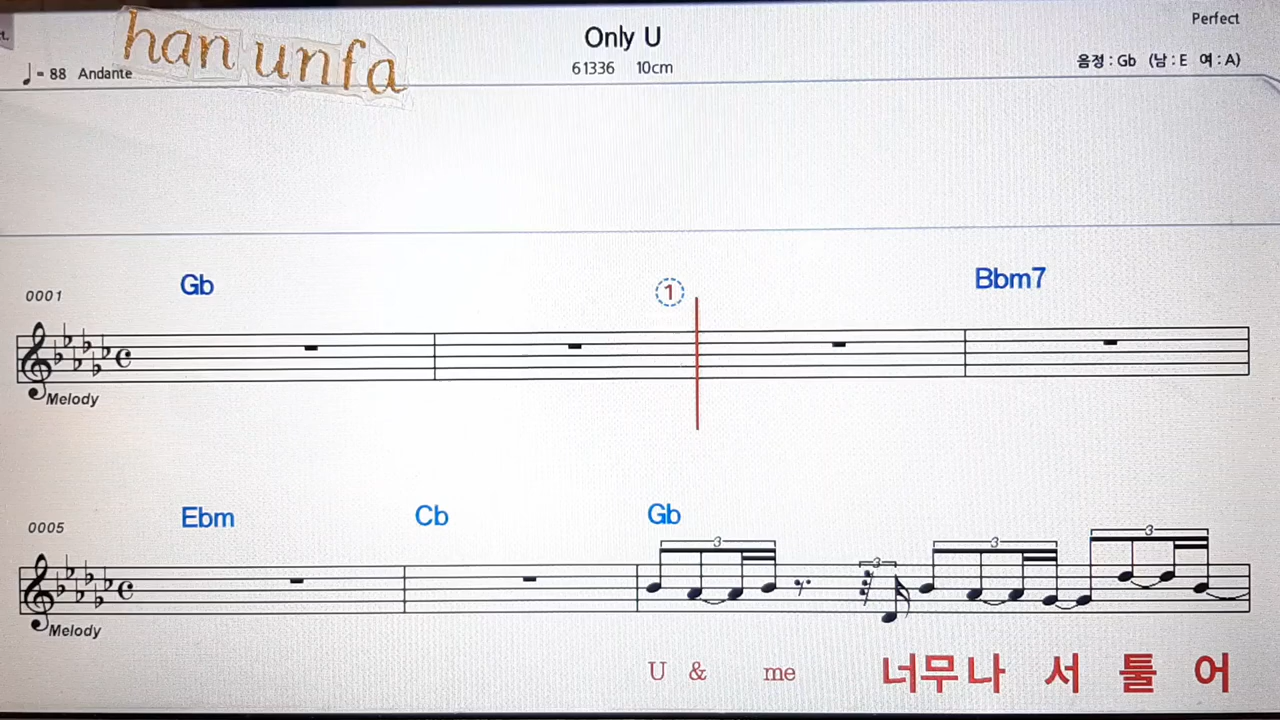 han unfa
Only U
Perfect
♩= 88 Andante
61336 10cm
음정 : Gb (남 : E 여 : A)
Gb
1
Bbm7
0001
Melody
Ebm
Cb
Gb
0005
3
3
3
3
Melody
U & me
너무나 서 툴 어